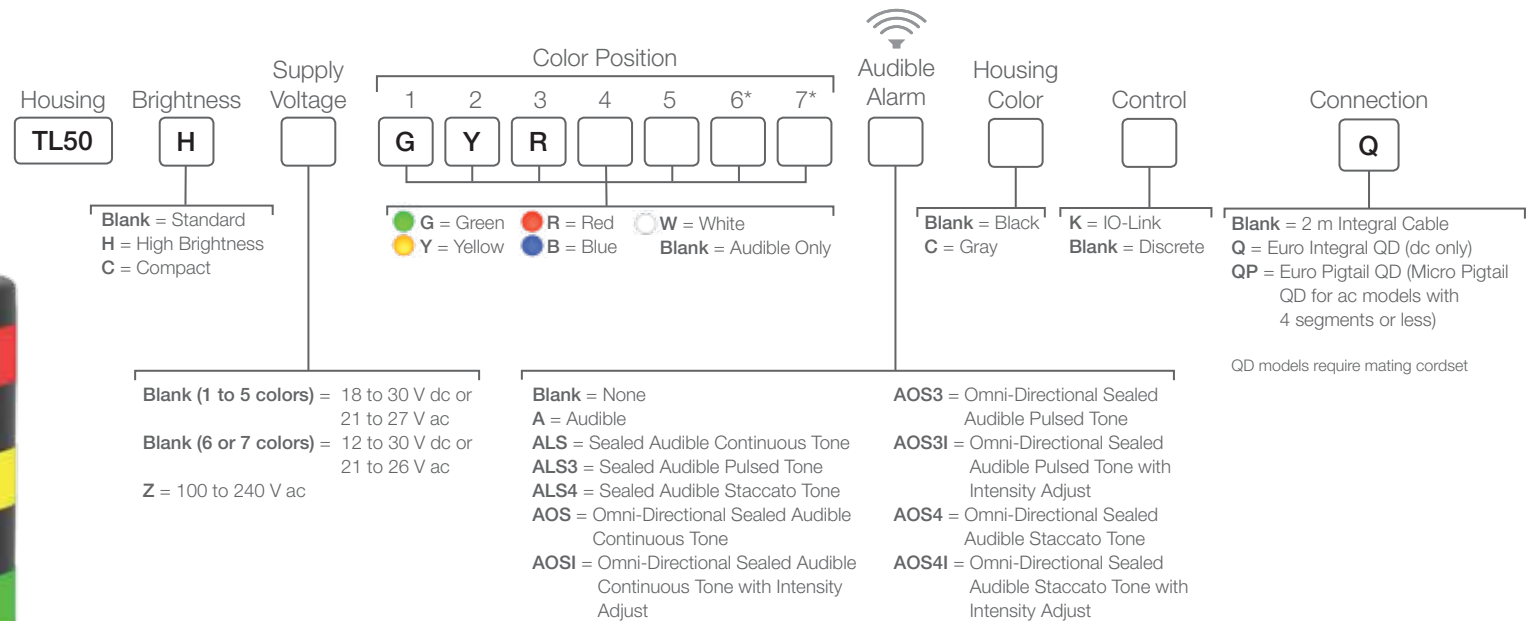 Housing
TL50
Brightness
H
Blank = Standard
H = High Brightness
C = Compact
Supply
Voltage
Blank (1 to 5 colors) = 18 to 30 V dc or
21 to 27 V ac
Blank (6 or 7 colors) = 12 to 30 V dc or
21 to 26 V ac
Z = 100 to 240 V ac
Color Position
1 2 3 4 5 6* 7*
G Y R
G = Green R = Red W = White
Y = Yellow B = Blue Blank = Audible Only
Audible
Alarm
Blank = None
A = Audible
ALS = Sealed Audible Continuous Tone
ALS3 = Sealed Audible Pulsed Tone
ALS4 = Sealed Audible Staccato Tone
AOS = Omni-Directional Sealed Audible
Continuous Tone
AOSI = Omni-Directional Sealed Audible
Continuous Tone with Intensity
Adjust
AOS3 = Omni-Directional Sealed
Audible Pulsed Tone
AOS3I = Omni-Directional Sealed
Audible Pulsed Tone with
Intensity Adjust
AOS4 = Omni-Directional Sealed
Audible Staccato Tone
AOS4I = Omni-Directional Sealed
Audible Staccato Tone with
Intensity Adjust
Housing
Color
Blank = Black
C = Gray
Control
K = IO-Link
Blank = Discrete
Connection
Q
Blank = 2 m Integral Cable
Q = Euro Integral QD (dc only)
QP = Euro Pigtail QD (Micro Pigtail
QD for ac models with
4 segments or less)
QD models require mating cordset